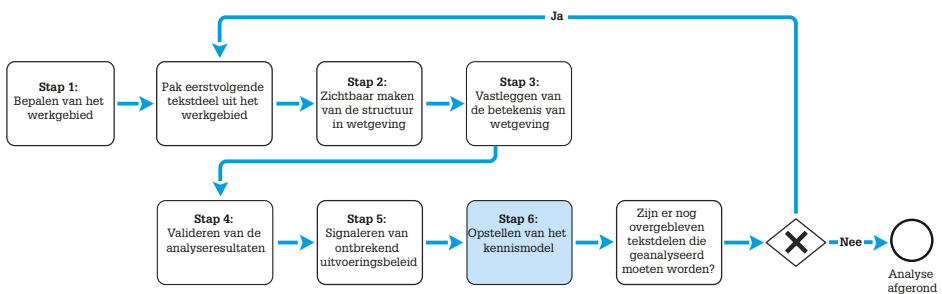 Ja
Stap 1:
Bepalen van het
werkgebied
Pak eerstvolgende
tekstdeel uit het
werkgebied
Stap 2:
Zichtbaar maken
van de structuur
in wetgeving
Stap 3:
Vastleggen van
de betekenis van
wetgeving
Stap 4:
Valideren van de
analyseresultaten
Stap 5:
Signaleren van
ontbrekend
uitvoeringsbeleid
Stap 6:
Opstellen van het
kennismodel
Zijn er nog
overgebleven
tekstdelen die
geanalyseerd
moeten worden?
Nee
Analyse
afgerond